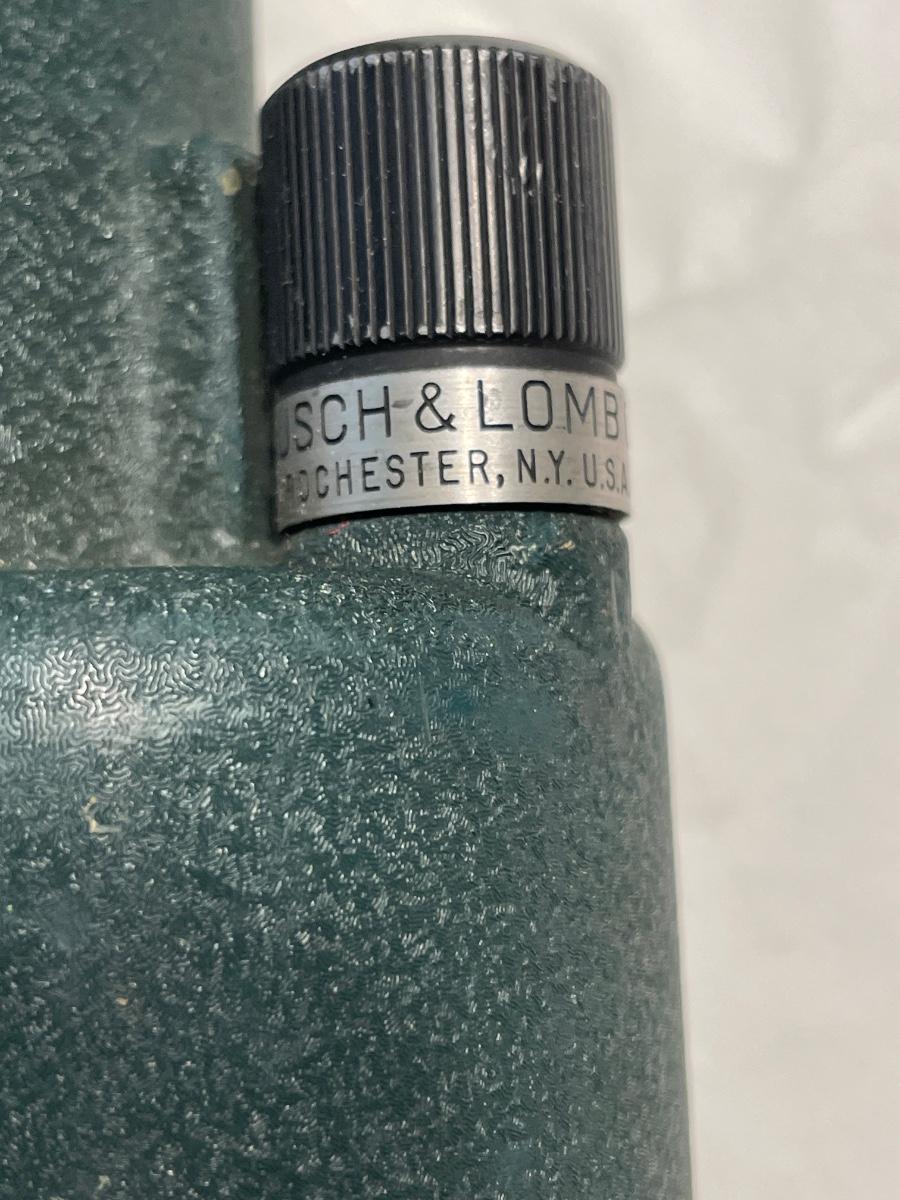 USCH & LOMB
ROCHESTER, N.Y. U.S.A